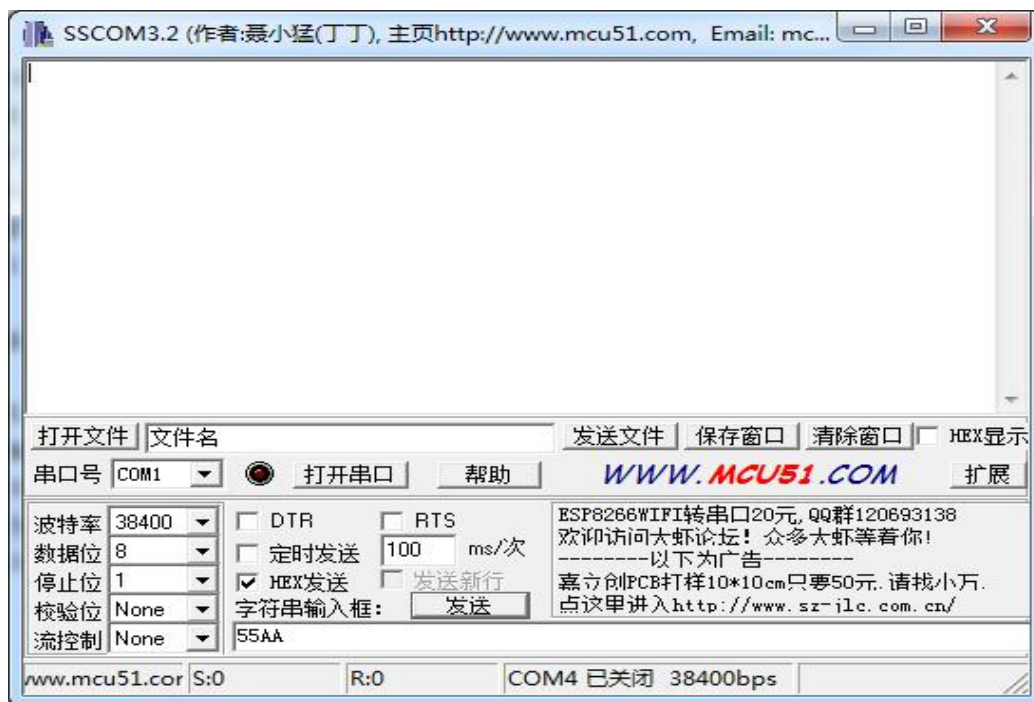 SSCOM3.2 (作者:聂小猛(丁丁), 主页http://www.mcu51.com,  Email: mc...
打开文件 文件名 发送文件 保存窗口 清除窗口 HEX显示
串口号 COM1 打开串口 帮助 WWW.MCU51.COM 扩展
波特率 38400 DTR RTS
数据位 8 定时发送 100 ms/次
停止位 1 HEX发送 发送新行
校验位 None 字符串输入框: 发送
流控制 None 55AA
ESP8266WIFI转串口20元,QQ群120693138
欢迎访问大虾论坛! 众多大虾等着你!
--------以下为广告--------
嘉立创PCB打样10*10cm只要50元.请找小万.
点这里进入http://www.sz-jlc.com.cn/
www.mcu51.cor S:0 R:0 COM4 已关闭 38400bps